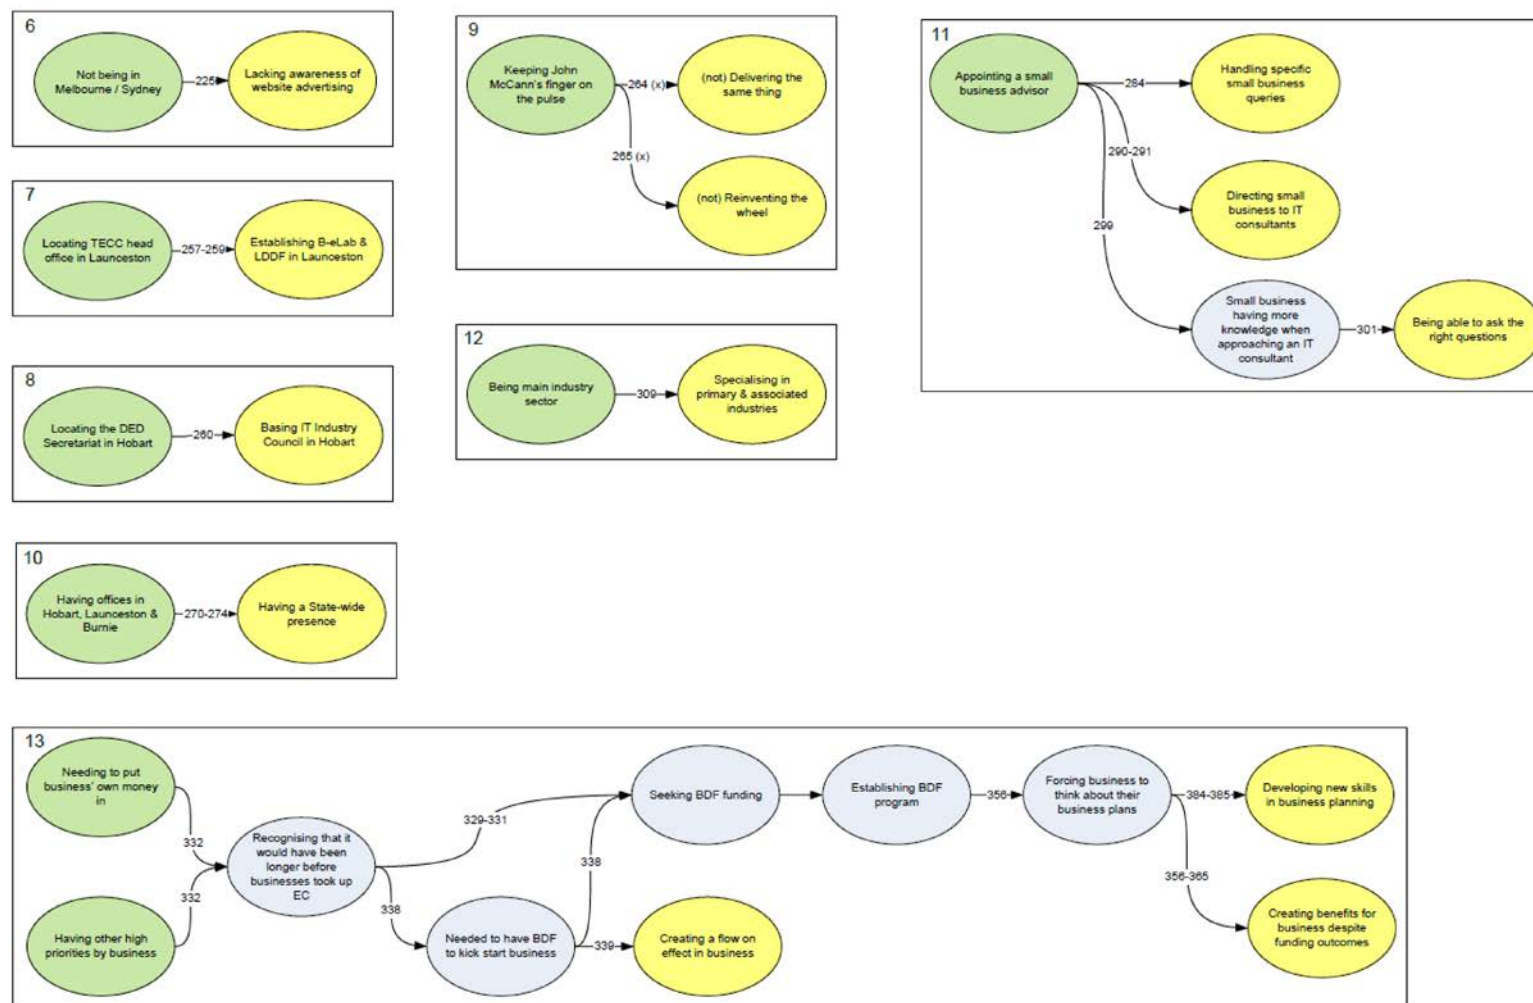 6
Not being in
Melbourne / Sydney
225
Lacking awareness of
website advertising
7
Locating TECC head
office in Launceston
257-259
Establishing B-eLab &
LDDF in Launceston
8
Locating the DED
Secretariat in Hobart
260
Basing IT Industry
Council in Hobart
10
Having offices in
Hobart, Launceston &
Burnie
270-274
Having a State-wide
presence
9
Keeping John
McCann's finger on
the pulse
264 (x)
(not) Delivering the
same thing
265 (x)
(not) Reinventing the
wheel
12
Being main industry
sector
309
Specialising in
primary & associated
industries
11
Appointing a small
business advisor
284
Handling specific
small business
queries
290-291
Directing small
business to IT
consultants
299
Small business
having more
knowledge when
approaching an IT
consultant
301
Being able to ask the
right questions
13
Needing to put
business' own money
in
332
Having other high
priorities by business
332
Recognising that it
would have been
longer before
businesses took up
EC
329-331
338
Needed to have BDF
to kick start business
338
339
Creating a flow on
effect in business
Seeking BDF funding
Establishing BDF
program
356
Forcing business to
think about their
business plans
384-385
Developing new skills
in business planning
356-365
Creating benefits for
business despite
funding outcomes